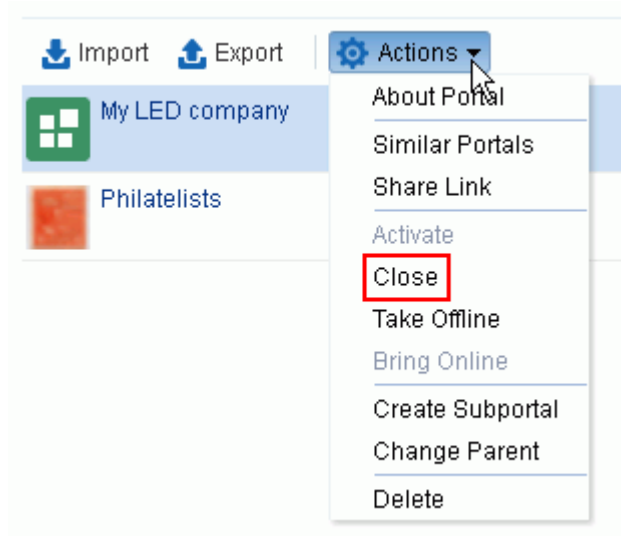 Import Export Actions
My LED company
Philatelists
About Portal
Similar Portals
Share Link
Activate
Close
Take Offline
Bring Online
Create Subportal
Change Parent
Delete